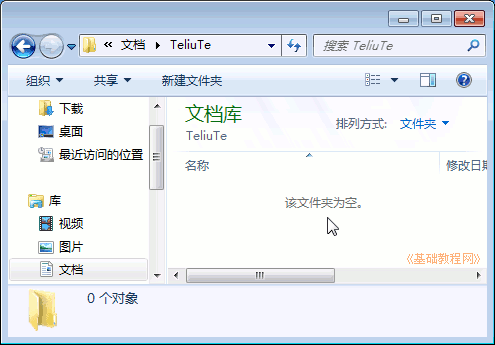 « 文档 ▸ TeliuTe
搜索 TeliuTe
组织 共享 新建文件夹
下载
桌面
最近访问的位置
库
视频
图片
文档
文档库
TeliuTe
排列方式: 文件夹
名称 修改日期
该文件夹为空。
《基础教程网》
0 个对象